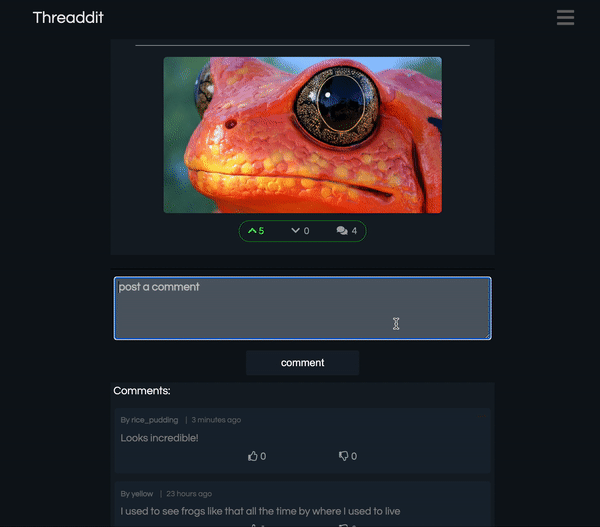 Threaddit
5 0 4
post a comment
comment
Comments:
By rice_pudding | 3 minutes ago
Looks incredible!
0 0
By yellow | 23 hours ago
I used to see frogs like that all the time by where I used to live